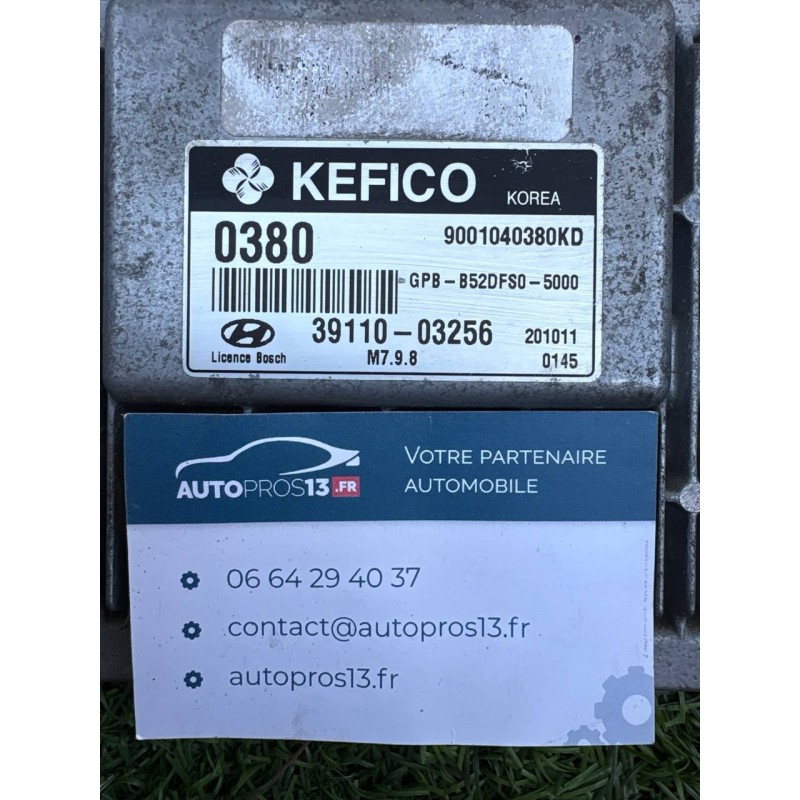 KEFICO KOREA
0380 9001040380KD
GPB-B52DFS0-5000
39110-03256 201011
Licence Bosch M7.9.8 0145
AUTOPROS13.FR
VOTRE PARTENAIRE
AUTOMOBILE
06 64 29 40 37
contact@autopros13.fr
autopros13.fr